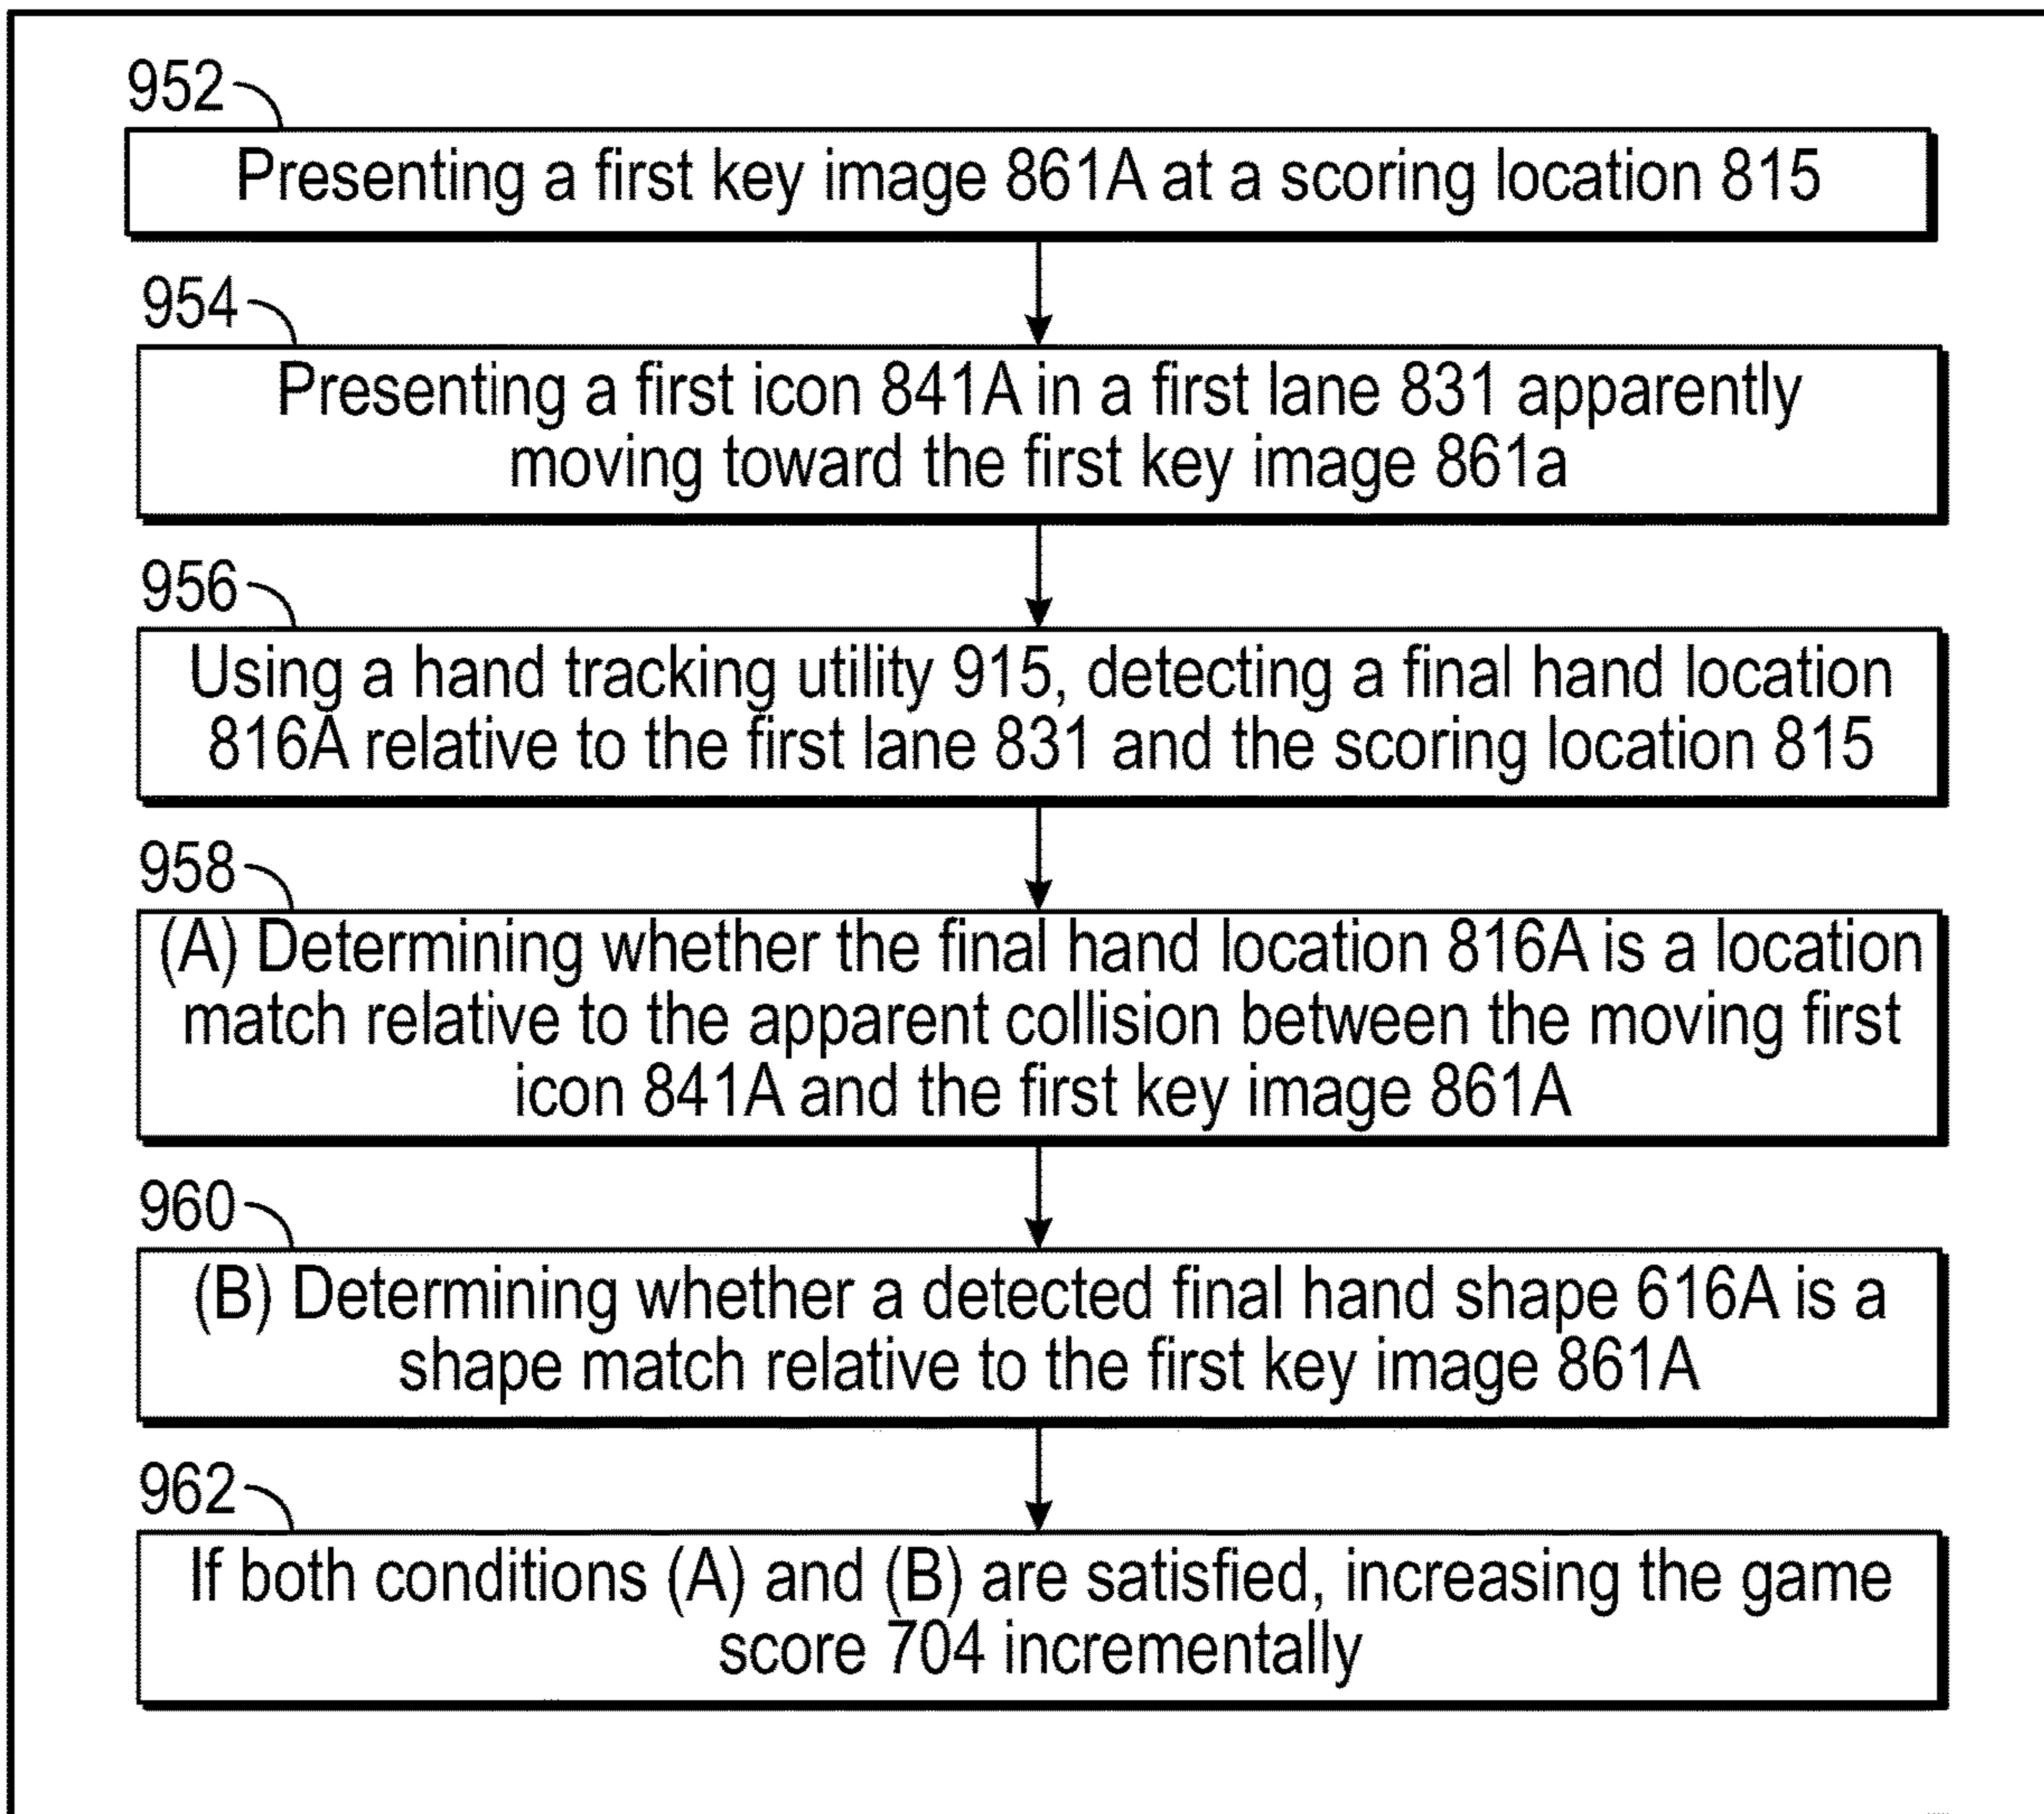 952
Presenting a first key image 861A at a scoring location 815
954
Presenting a first icon 841A in a first lane 831 apparently
moving toward the first key image 861a
956
Using a hand tracking utility 915, detecting a final hand location
816A relative to the first lane 831 and the scoring location 815
958
(A) Determining whether the final hand location 816A is a location
match relative to the apparent collision between the moving first
icon 841A and the first key image 861A
960
(B) Determining whether a detected final hand shape 616A is a
shape match relative to the first key image 861A
962
If both conditions (A) and (B) are satisfied, increasing the game
score 704 incrementally